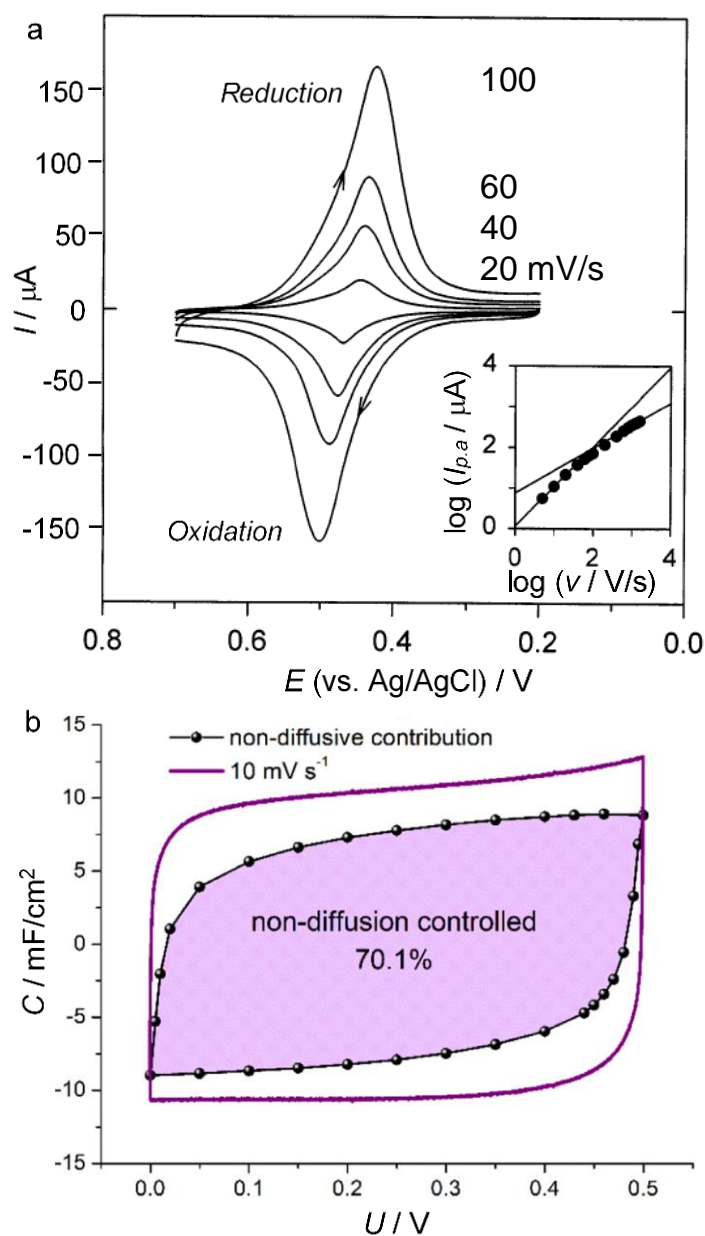 a
Reduction
100
60
40
20 mV/s
150
100
50
0
-50
-100
-150
I / μA
Oxidation
4
2
0
log (Ip.a / μA)
0 2 4
log (v / V/s)
0.8 0.6 0.4 0.2 0.0
E (vs. Ag/AgCl) / V
b
non-diffusive contribution
10 mV s⁻¹
15
10
5
0
-5
-10
-15
C / mF/cm²
non-diffusion controlled
70.1%
0.0 0.1 0.2 0.3 0.4 0.5
U / V